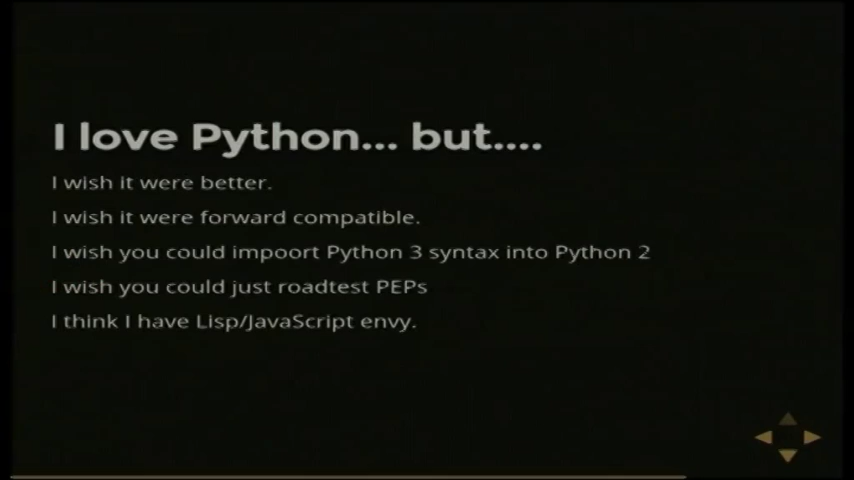 I love Python... but....
I wish it were better.
I wish it were forward compatible.
I wish you could impoort Python 3 syntax into Python 2
I wish you could just roadtest PEPs
I think I have Lisp/JavaScript envy.